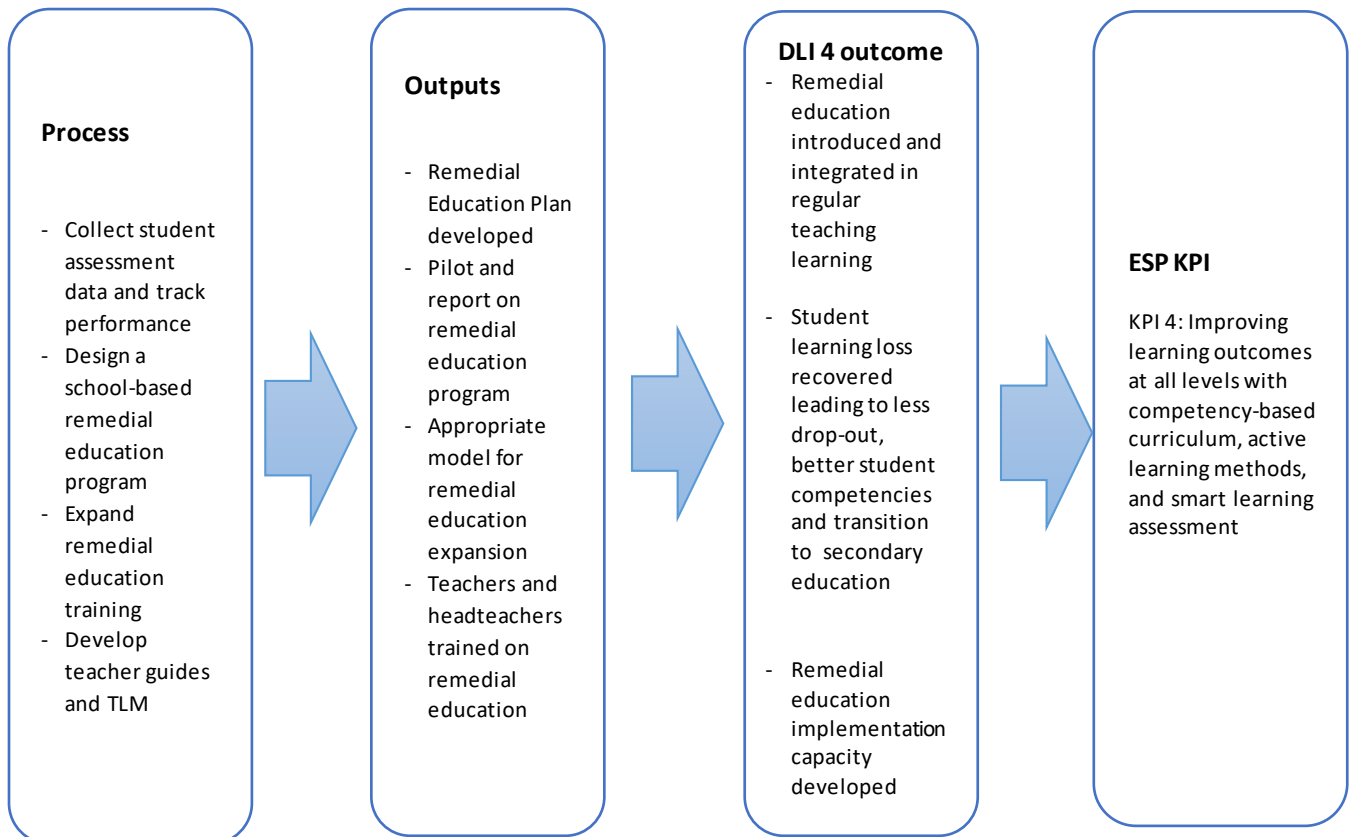 Process
- Collect student
assessment
data and track
performance
- Design a
school-based
remedial
education
program
- Expand
remedial
education
training
- Develop
teacher guides
and TLM
Outputs
- Remedial
Education Plan
developed
- Pilot and
report on
remedial
education
program
- Appropriate
model for
remedial
education
expansion
- Teachers and
headteachers
trained on
remedial
education
DLI 4 outcome
- Remedial
education
introduced and
integrated in
regular
teaching
learning
- Student
learning loss
recovered
leading to less
drop-out,
better student
competencies
and transition
to secondary
education
- Remedial
education
implementation
capacity
developed
ESP KPI
KPI 4: Improving
learning outcomes
at all levels with
competency-based
curriculum, active
learning methods,
and smart learning
assessment